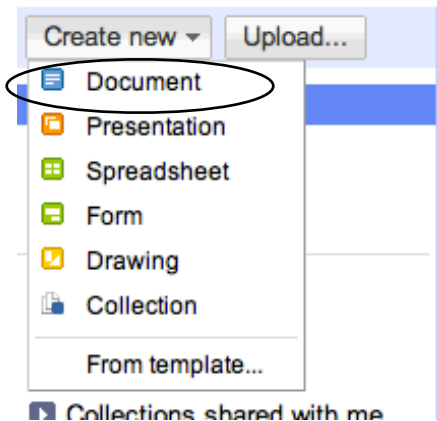 Create new Upload...
Document
Presentation
Spreadsheet
Form
Drawing
Collection
From template...
Collections shared with me